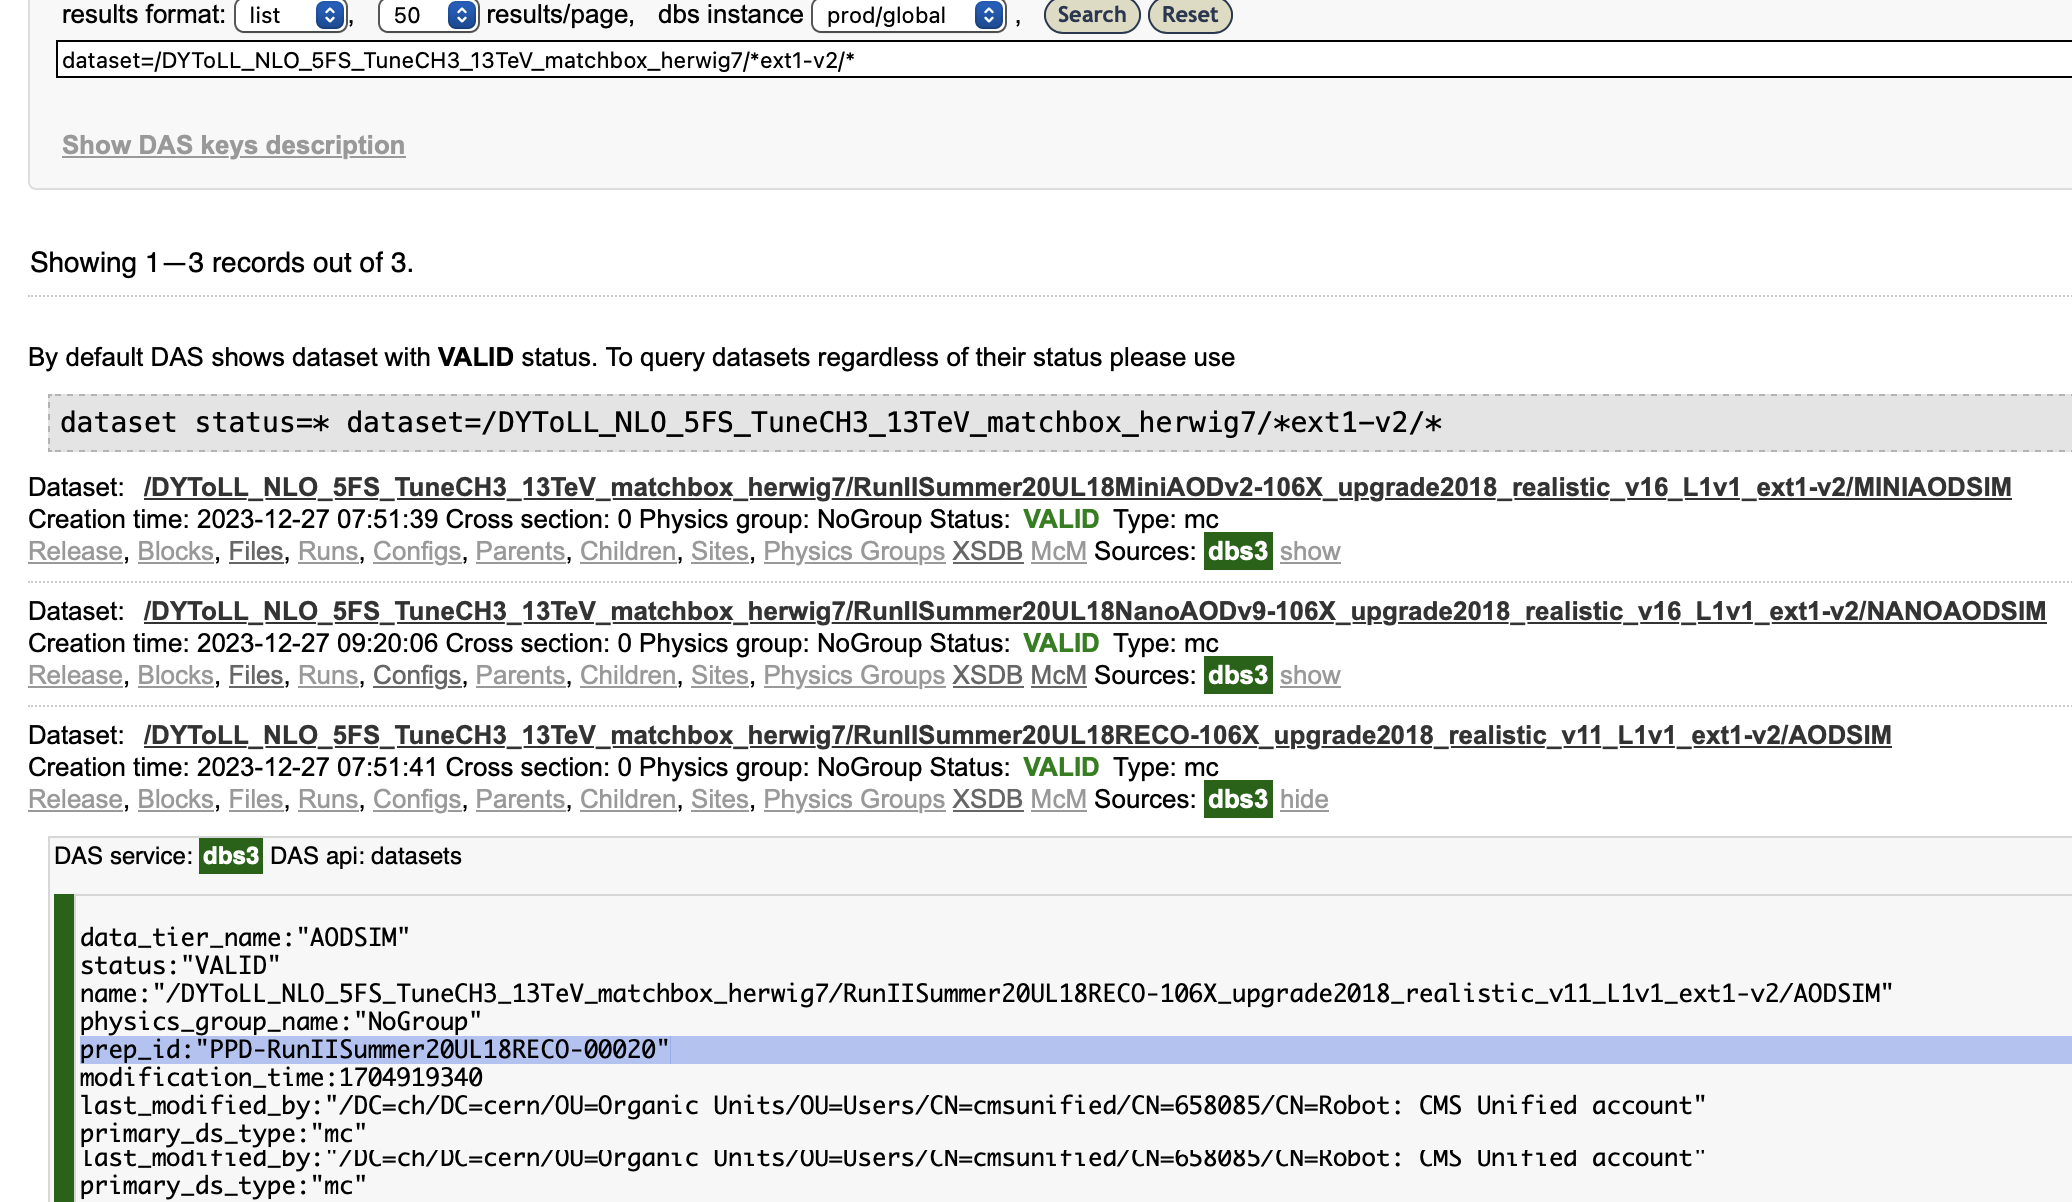 results format: list, 50 results/page, dbs instance prod/global , Search Reset
dataset=/DYToLL_NLO_5FS_TuneCH3_13TeV_matchbox_herwig7/*ext1-v2/*
Show DAS keys description
Showing 1—3 records out of 3.
By default DAS shows dataset with VALID status. To query datasets regardless of their status please use
dataset status=* dataset=/DYToLL_NLO_5FS_TuneCH3_13TeV_matchbox_herwig7/*ext1-v2/*
Dataset: /DYToLL_NLO_5FS_TuneCH3_13TeV_matchbox_herwig7/RunIISummer20UL18MiniAODv2-106X_upgrade2018_realistic_v16_L1v1_ext1-v2/MINIAODSIM
Creation time: 2023-12-27 07:51:39 Cross section: 0 Physics group: NoGroup Status: VALID Type: mc
Release, Blocks, Files, Runs, Configs, Parents, Children, Sites, Physics Groups XSDB McM Sources: dbs3 show
Dataset: /DYToLL_NLO_5FS_TuneCH3_13TeV_matchbox_herwig7/RunIISummer20UL18NanoAODv9-106X_upgrade2018_realistic_v16_L1v1_ext1-v2/NANOAODSIM
Creation time: 2023-12-27 09:20:06 Cross section: 0 Physics group: NoGroup Status: VALID Type: mc
Release, Blocks, Files, Runs, Configs, Parents, Children, Sites, Physics Groups XSDB McM Sources: dbs3 show
Dataset: /DYToLL_NLO_5FS_TuneCH3_13TeV_matchbox_herwig7/RunIISummer20UL18RECO-106X_upgrade2018_realistic_v11_L1v1_ext1-v2/AODSIM
Creation time: 2023-12-27 07:51:41 Cross section: 0 Physics group: NoGroup Status: VALID Type: mc
Release, Blocks, Files, Runs, Configs, Parents, Children, Sites, Physics Groups XSDB McM Sources: dbs3 hide
DAS service: dbs3 DAS api: datasets
data_tier_name:"AODSIM"
status:"VALID"
name:"/DYToLL_NLO_5FS_TuneCH3_13TeV_matchbox_herwig7/RunIISummer20UL18RECO-106X_upgrade2018_realistic_v11_L1v1_ext1-v2/AODSIM"
physics_group_name:"NoGroup"
prep_id:"PPD-RunIISummer20UL18RECO-00020"
modification_time:1704919340
last_modified_by:"/DC=ch/DC=cern/OU=Organic Units/OU=Users/CN=cmsunified/CN=658085/CN=Robot: CMS Unified account"
primary_ds_type:"mc"
last_modified_by:"/DC=ch/DC=cern/OU=Organic Units/OU=Users/CN=cmsunified/CN=658085/CN=Robot: CMS Unified account"
primary_ds_type:"mc"